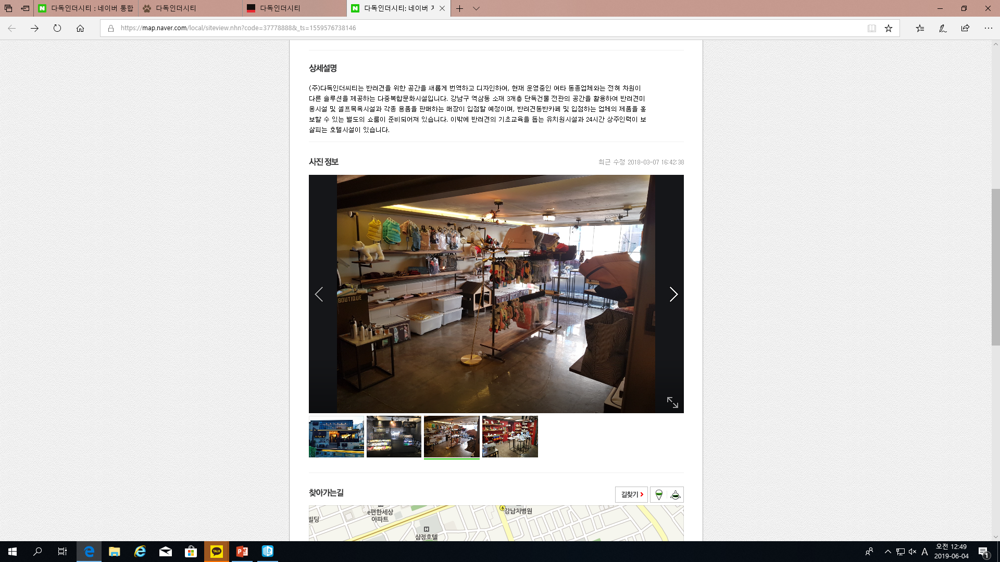 다독인더시티 : 네이버 통합
다독인더시티
다독인더시티
다독인더시티: 네이버 지
https://map.naver.com/local/siteview.nhn?code=37778888&_ts=1559576738146
상세설명
(주)다독인더씨티는 반려견을 위한 공간을 새롭게 번역하고 디자인하여, 현재 운영중인 여타 동종업체와는 전혀 차원이
다른 솔루션을 제공하는 다중복합문화시설입니다. 강남구 역삼동 소재 3개층 단독건물 전관의 공간을 활용하여 반려견미
용시설 및 셀프목욕시설과 각종 용품을 판매하는 매장이 입점할 예정이며, 반려견동반카페 및 입점하는 업체의 제품을 홍
보할 수 있는 별도의 쇼룸이 준비되어져 있습니다. 이밖에 반려견의 기초교육을 돕는 유치원시설과 24시간 상주인력이 보
살피는 호텔시설이 있습니다.
사진 정보
최근 수정 2018-03-07 16:42:38
BOUTIQUE
찾아가는길
길찾기
e편한세상
아파트
빌딩
6
강남치병원
H
삼정호텔
TALK
A
오전 12:49
2019-06-04
1